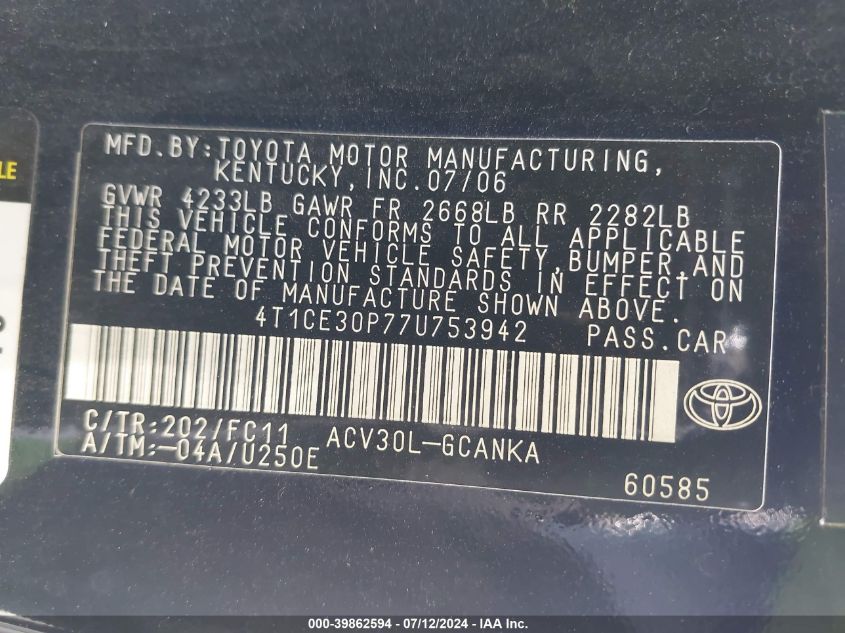 LE
MFD.BY:TOYOTA MOTOR MANUFACTURING,
KENTUCKY, INC.07/06
GVWR 4233LB GAWR FR 2668LB RR 2282LB
THIS VEHICLE CONFORMS TO ALL APPLICABLE
FEDERAL MOTOR VEHICLE SAFETY,BUMPER,AND
THEFT PREVENTION STANDARDS IN EFFECT ON
THE DATE OF MANUFACTURE SHOWN ABOVE.
4T1CE30P77U753942 PASS.CAR
C/TR:202/FC11 ACV30L-GCANKA
A/TM:-04A/U250E
60585
000-39862594 - 07/12/2024 - © IAA Holdings, LLC